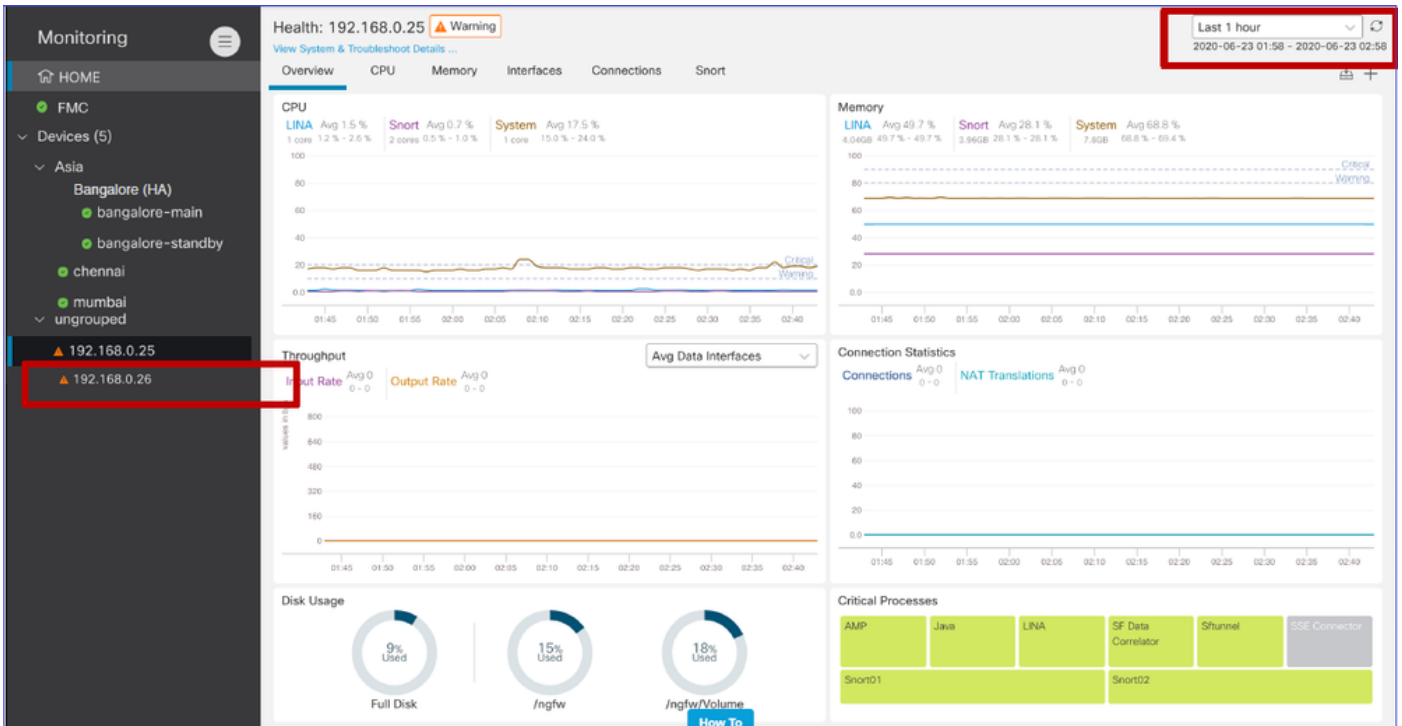 Monitoring
HOME
FMC
Devices (5)
Asia
Bangalore (HA)
bangalore-main
bangalore-standby
chennai
mumbai
ungrouped
192.168.0.25
192.168.0.26
Health: 192.168.0.25 Warning
View System & Troubleshoot Details ...
Last 1 hour
2020-06-23 01:58 - 2020-06-23 02:58
Overview CPU Memory Interfaces Connections Snort
CPU
LINA Avg 1.5 % Snort Avg 0.7 % System Avg 17.5 %
1 core 1.2 % - 2.6 % 2 cores 0.5 % - 1.0 % 1 core 15.0 % - 24.0 %
100
80
60
40
20
0.0
Critical
Warning
01:45 01:50 01:55 02:00 02:05 02:10 02:15 02:20 02:25 02:30 02:35 02:40
Memory
LINA Avg 49.7 % Snort Avg 28.1 % System Avg 68.8 %
4.04GB 49.7 % - 49.7 % 3.96GB 28.1 % - 28.1 % 7.8GB 68.8 % - 69.4 %
100
80
60
40
20
0.0
Critical
Warning
01:45 01:50 01:55 02:00 02:05 02:10 02:15 02:20 02:25 02:30 02:35 02:40
Throughput
Avg Data Interfaces
Input Rate Avg 0 Output Rate Avg 0
0 - 0 0 - 0
values in
800
640
480
320
160
0
01:45 01:50 01:55 02:00 02:05 02:10 02:15 02:20 02:25 02:30 02:35 02:40
Connection Statistics
Connections Avg 0 NAT Translations Avg 0
0 - 0 0 - 0
100
80
60
40
20
0.0
01:45 01:50 01:55 02:00 02:05 02:10 02:15 02:20 02:25 02:30 02:35 02:40
Disk Usage
9%
Used
Full Disk
15%
Used
/ngfw
18%
Used
/ngfw/Volume
How To
Critical Processes
AMP
Java
LINA
SF Data
Correlator
Sftunnel
SSE Connector
Snort01
Snort02